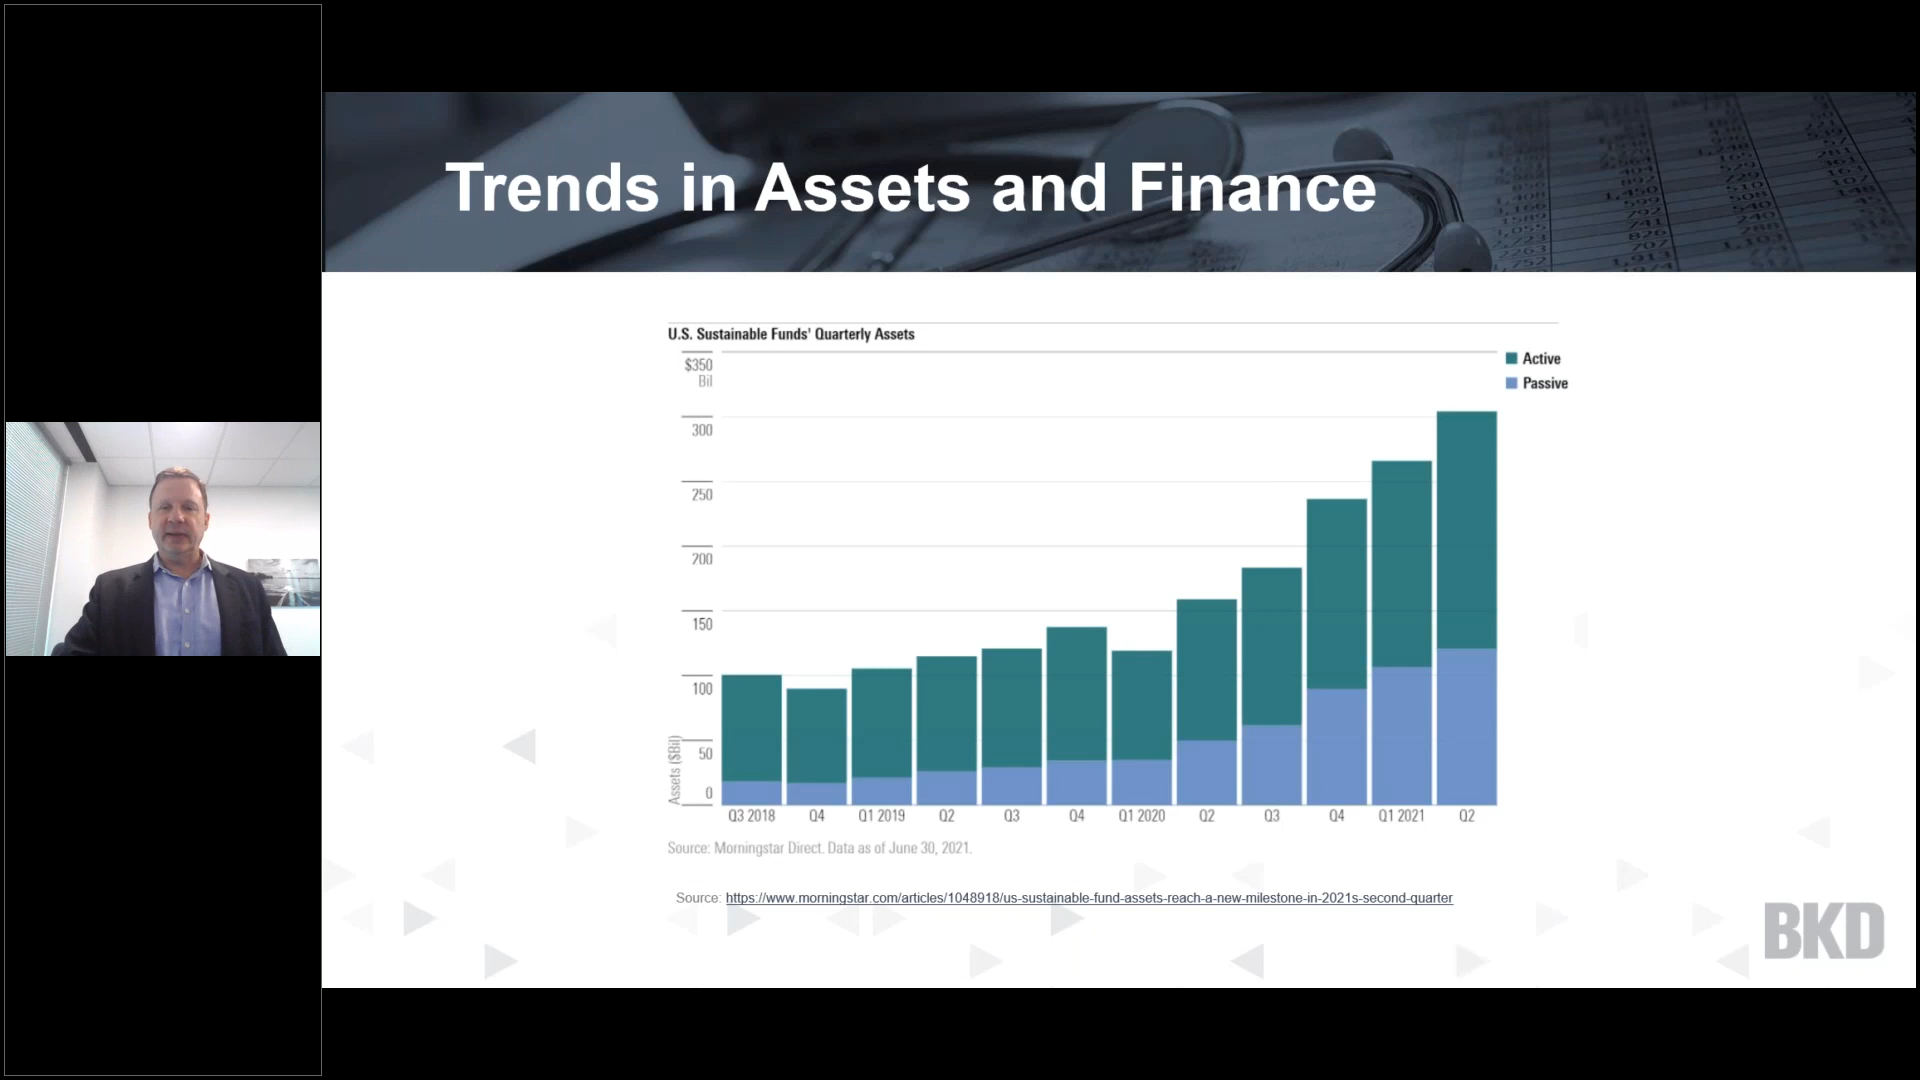 Trends in Assets and Finance
U.S. Sustainable Funds' Quarterly Assets
$350
Bil
300
250
200
150
100
50
0
Assets ($Bil)
Active
Passive
Q3 2018 Q4 Q1 2019 Q2 Q3 Q4 Q1 2020 Q2 Q3 Q4 Q1 2021 Q2
Source: Morningstar Direct. Data as of June 30, 2021.
Source: https://www.morningstar.com/articles/1048918/us-sustainable-fund-assets-reach-a-new-milestone-in-2021s-second-quarter
BKD